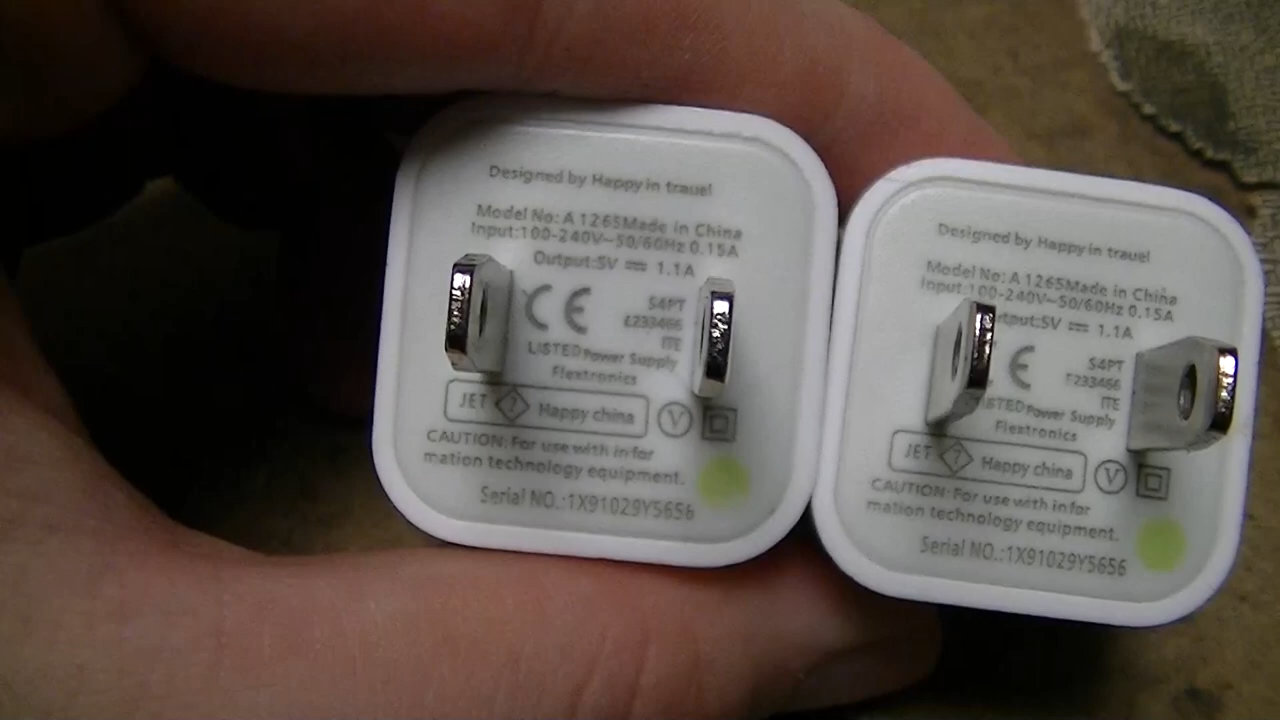 Designed by Happy in trauel
Model No: A 1265Made in China
Input:100-240V~50/60Hz 0.15A
Output:5V 1.1A
CE
S4PT
E233466
ITE
LISTED Power Supply
Flextronics
JET 7 Happy china V
CAUTION: For use with infor
mation technology equipment.
Serial NO.:1X91029Y5656
Designed by Happy in trauel
Model No: A 1265Made in China
Input:100-240V~50/60Hz 0.15A
tput:5V 1.1A
E
S4PT
E233466
ITE
STED Power Supply
Flextronics
JET 7 Happy china V
CAUTION: For use with infor
mation technology equipment.
Serial NO.:1X91029Y5656